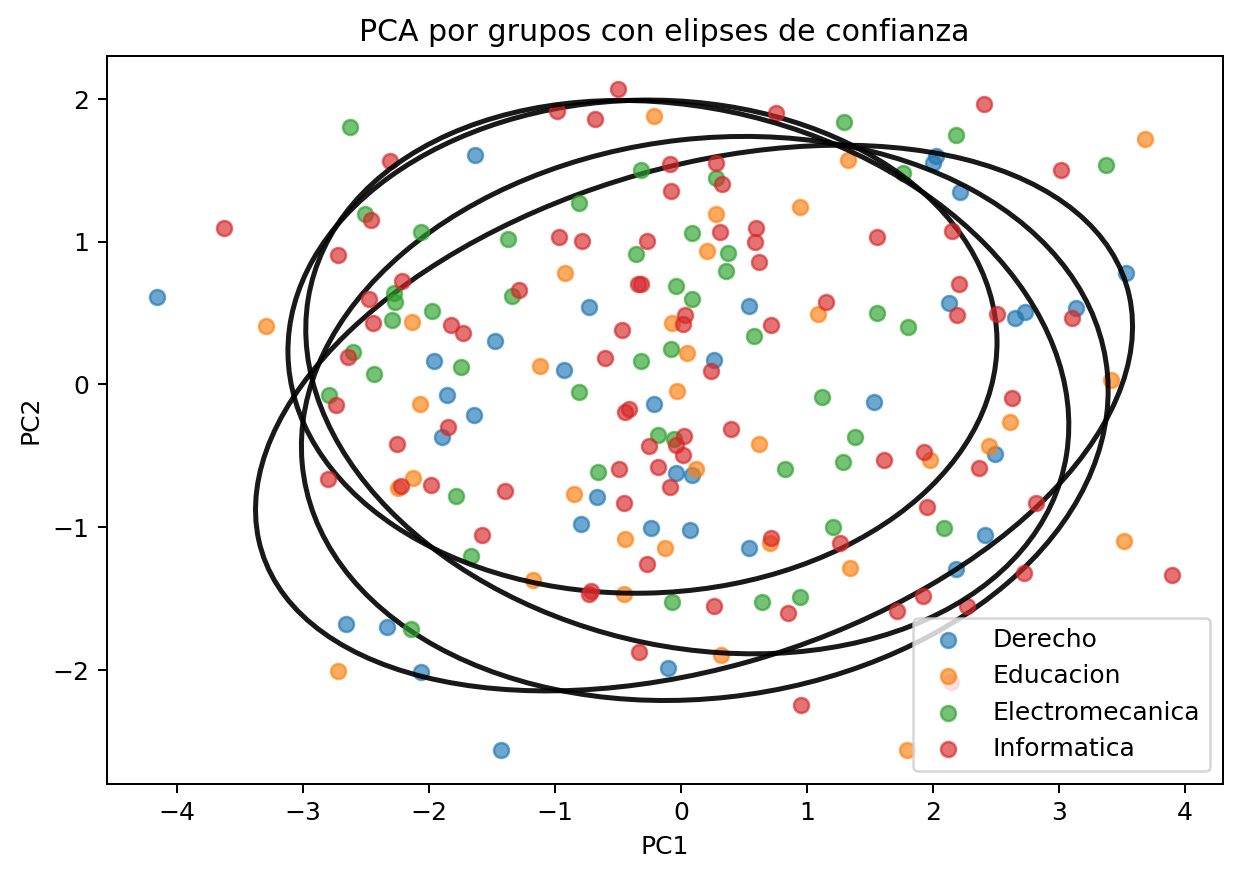 PCA por grupos con elipses de confianza
2
1
0
−1
−2
PC2
−4 −3 −2 −1 0 1 2 3 4
PC1
Derecho
Educacion
Electromecanica
Informatica